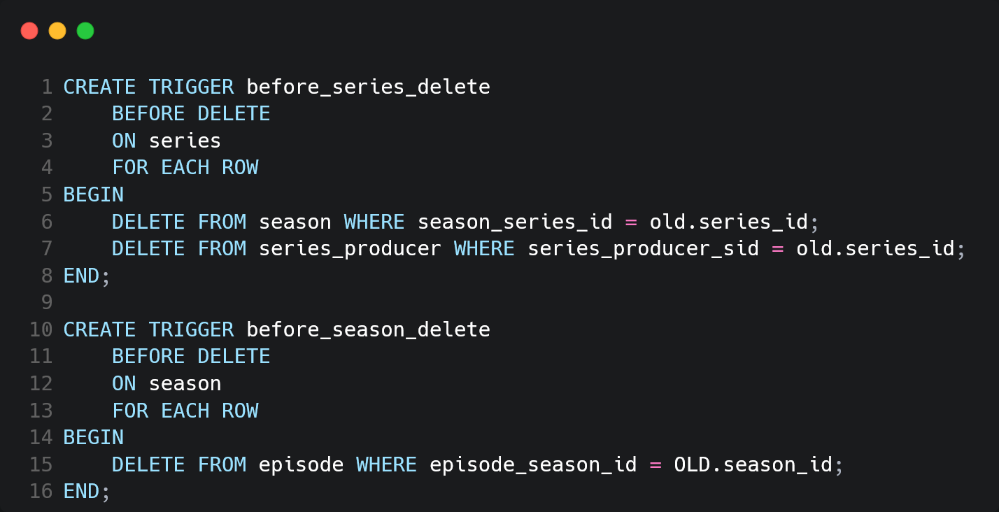 1 CREATE TRIGGER before_series_delete
2     BEFORE DELETE
3     ON series
4     FOR EACH ROW
5 BEGIN
6     DELETE FROM season WHERE season_series_id = old.series_id;
7     DELETE FROM series_producer WHERE series_producer_sid = old.series_id;
8 END;
9
10 CREATE TRIGGER before_season_delete
11     BEFORE DELETE
12     ON season
13     FOR EACH ROW
14 BEGIN
15     DELETE FROM episode WHERE episode_season_id = OLD.season_id;
16 END;